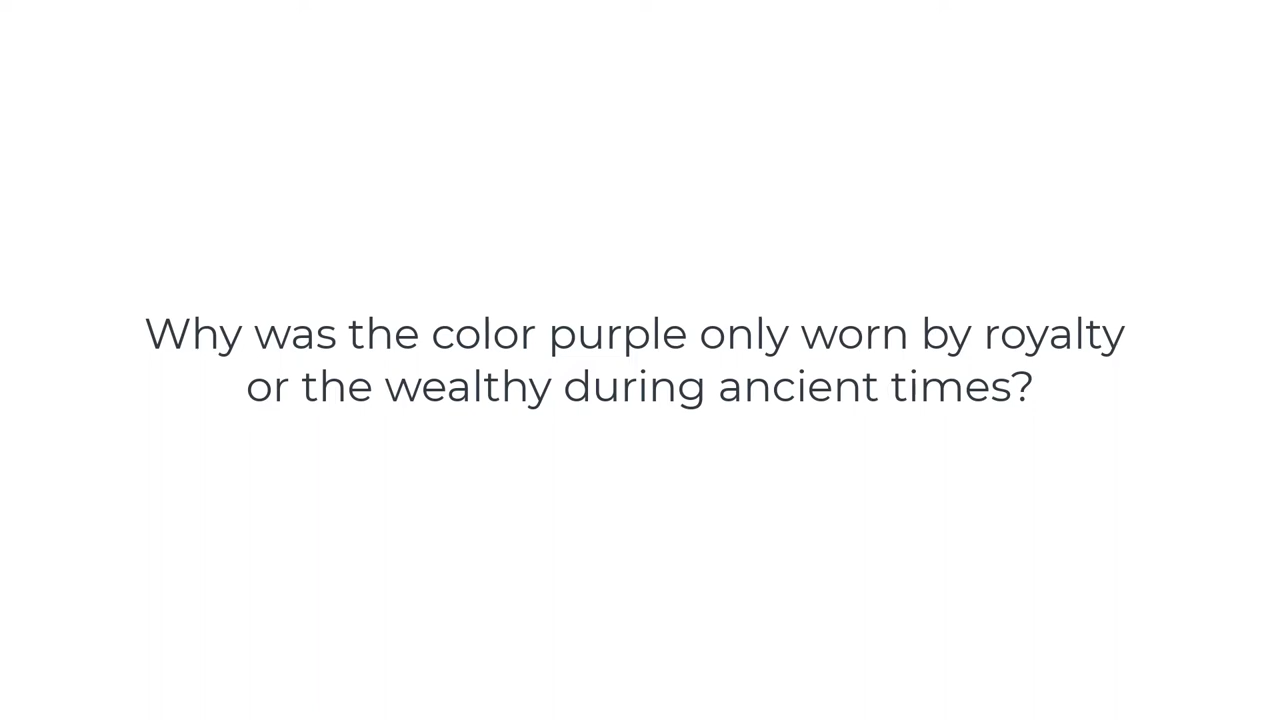 Why was the color purple only worn by royalty
or the wealthy during ancient times?